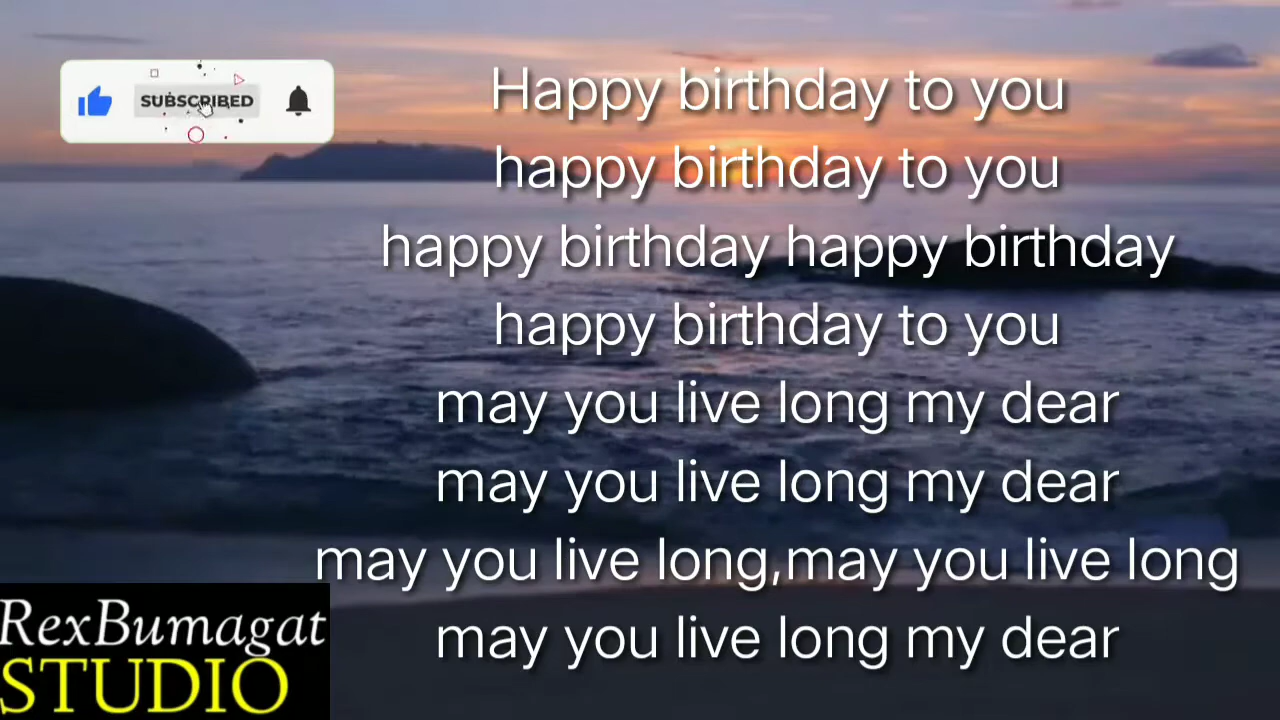 SUBSCRIBED
Happy birthday to you
happy birthday to you
happy birthday happy birthday
happy birthday to you
may you live long my dear
may you live long my dear
may you live long,may you live long
may you live long my dear
RexBumagat
STUDIO